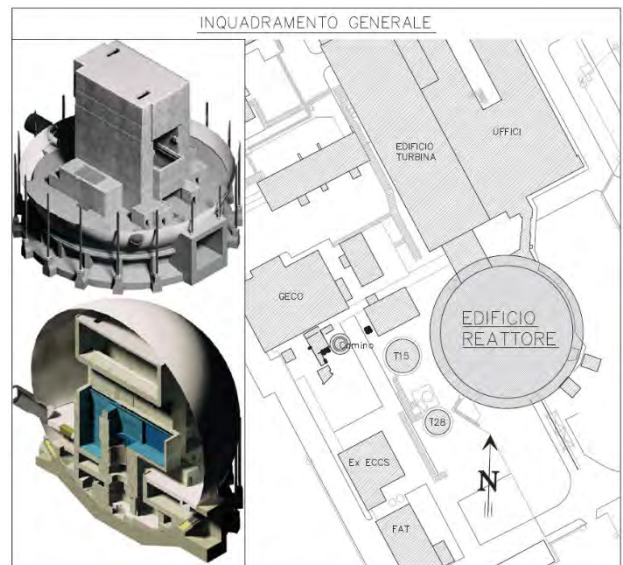 INQUADRAMENTO GENERALE
UFFICI
EDIFICIO
TURBINA
GECO
EDIFICIO
REATTORE
Camino
T15
T28
Ex ECCS
N
FAT